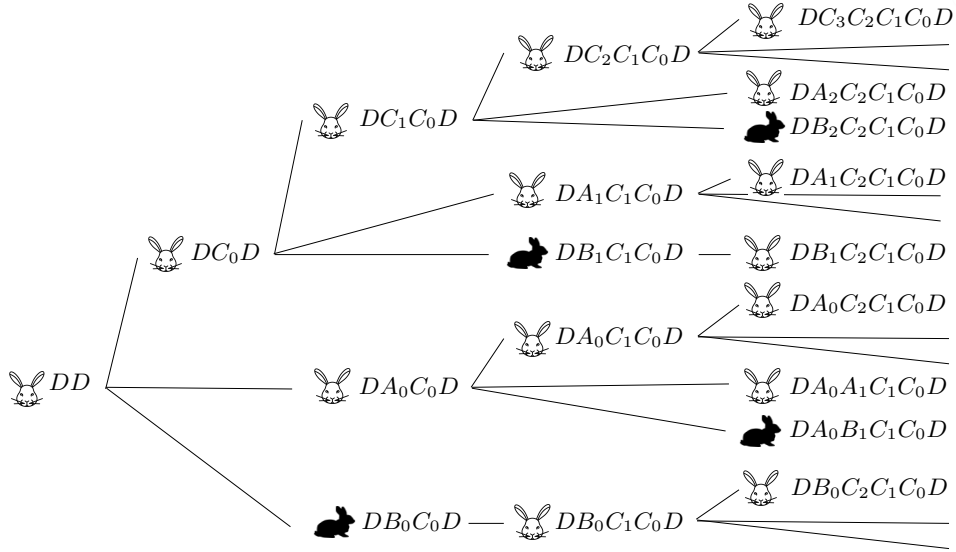 DC₃C₂C₁C₀D
DC₂C₁C₀D
DA₂C₂C₁C₀D
DC₁C₀D
DB₂C₂C₁C₀D
DA₁C₂C₁C₀D
DA₁C₁C₀D
DC₀D
DB₁C₁C₀D
DB₁C₂C₁C₀D
DA₀C₂C₁C₀D
DA₀C₁C₀D
DD
DA₀C₀D
DA₀A₁C₁C₀D
DA₀B₁C₁C₀D
DB₀C₂C₁C₀D
DB₀C₀D
DB₀C₁C₀D